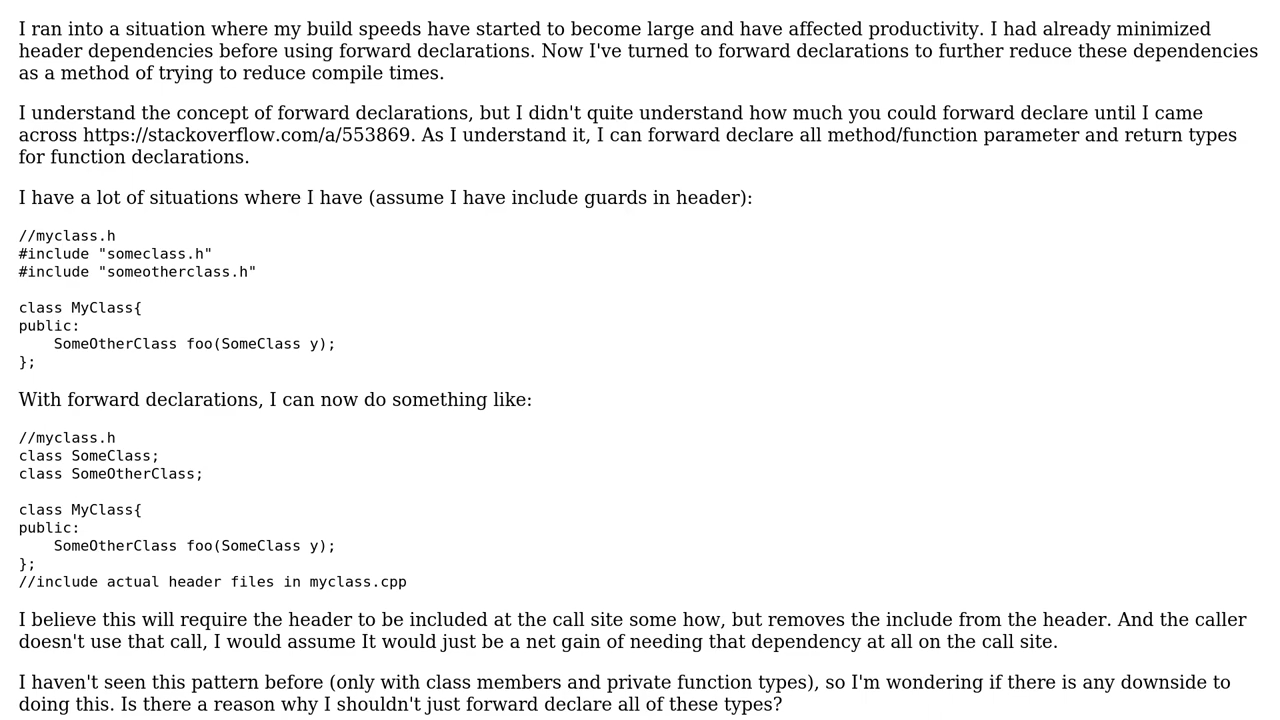 I ran into a situation where my build speeds have started to become large and have affected productivity. I had already minimized
header dependencies before using forward declarations. Now I've turned to forward declarations to further reduce these dependencies
as a method of trying to reduce compile times.
I understand the concept of forward declarations, but I didn't quite understand how much you could forward declare until I came
across https://stackoverflow.com/a/553869. As I understand it, I can forward declare all method/function parameter and return types
for function declarations.
I have a lot of situations where I have (assume I have include guards in header):
//myclass.h
#include "someclass.h"
#include "someotherclass.h"
class MyClass{
public:
    SomeOtherClass foo(SomeClass y);
};
With forward declarations, I can now do something like:
//myclass.h
class SomeClass;
class SomeOtherClass;
class MyClass{
public:
    SomeOtherClass foo(SomeClass y);
};
//include actual header files in myclass.cpp
I believe this will require the header to be included at the call site some how, but removes the include from the header. And the caller
doesn't use that call, I would assume It would just be a net gain of needing that dependency at all on the call site.
I haven't seen this pattern before (only with class members and private function types), so I'm wondering if there is any downside to
doing this. Is there a reason why I shouldn't just forward declare all of these types?